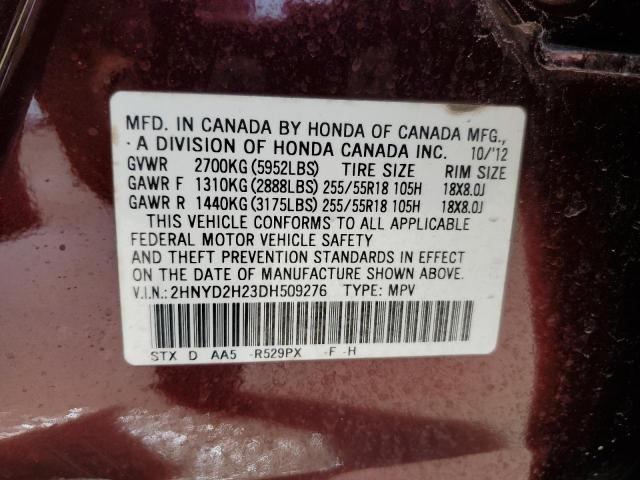 MFD. IN CANADA BY HONDA OF CANADA MFG.,
· A DIVISION OF HONDA CANADA INC. 10/'12
GVWR 2700KG (5952LBS) TIRE SIZE RIM SIZE
GAWR F 1310KG (2888LBS) 255/55R18 105H 18X8.0J
GAWR R 1440KG (3175LBS) 255/55R18 105H 18X8.0J
THIS VEHICLE CONFORMS TO ALL APPLICABLE
FEDERAL MOTOR VEHICLE SAFETY
AND THEFT PREVENTION STANDARDS IN EFFECT
ON THE DATE OF MANUFACTURE SHOWN ABOVE.
V.I.N.: 2HNYD2H23DH509276 TYPE: MPV
STX D AA5 -R529PX -F -H